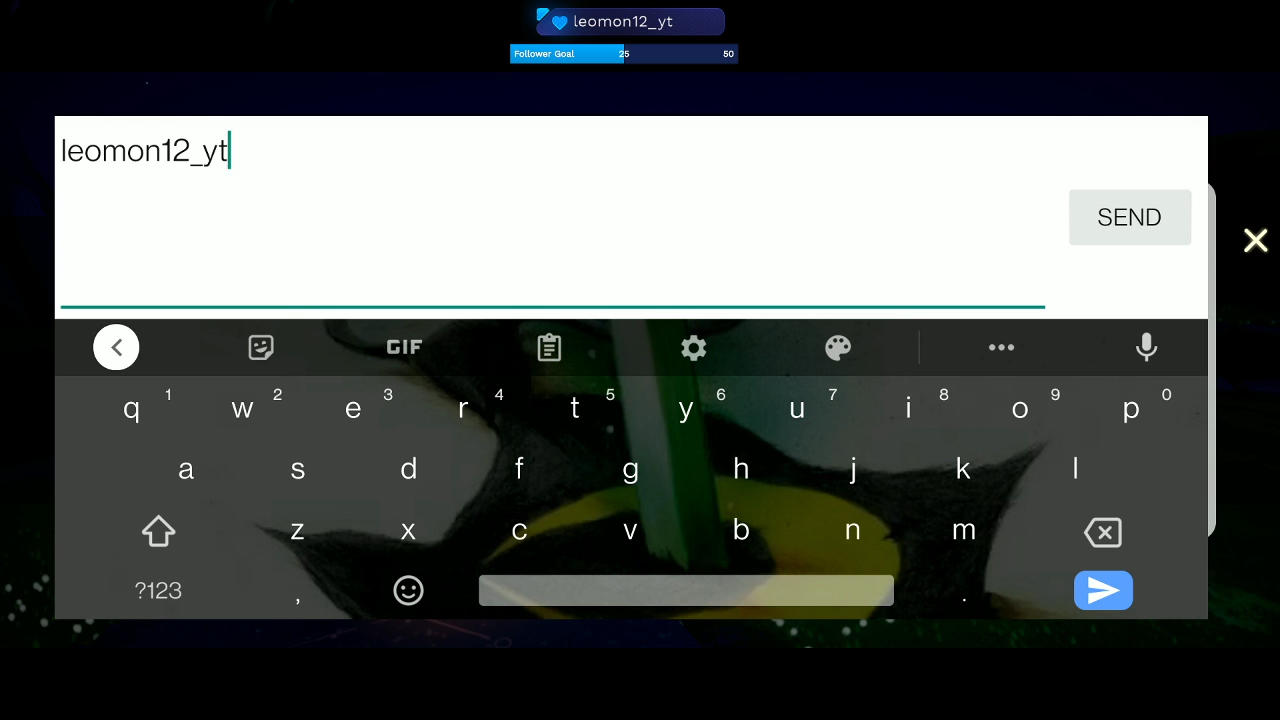 leomon12_yt
Follower Goal 25 50
leomon12_yt
SEND
GIF
q 1 w 2 e 3 r 4 t 5 y 6 u 7 i 8 o 9 p 0
a s d f g h j k l
z x c v b n m
?123 , .